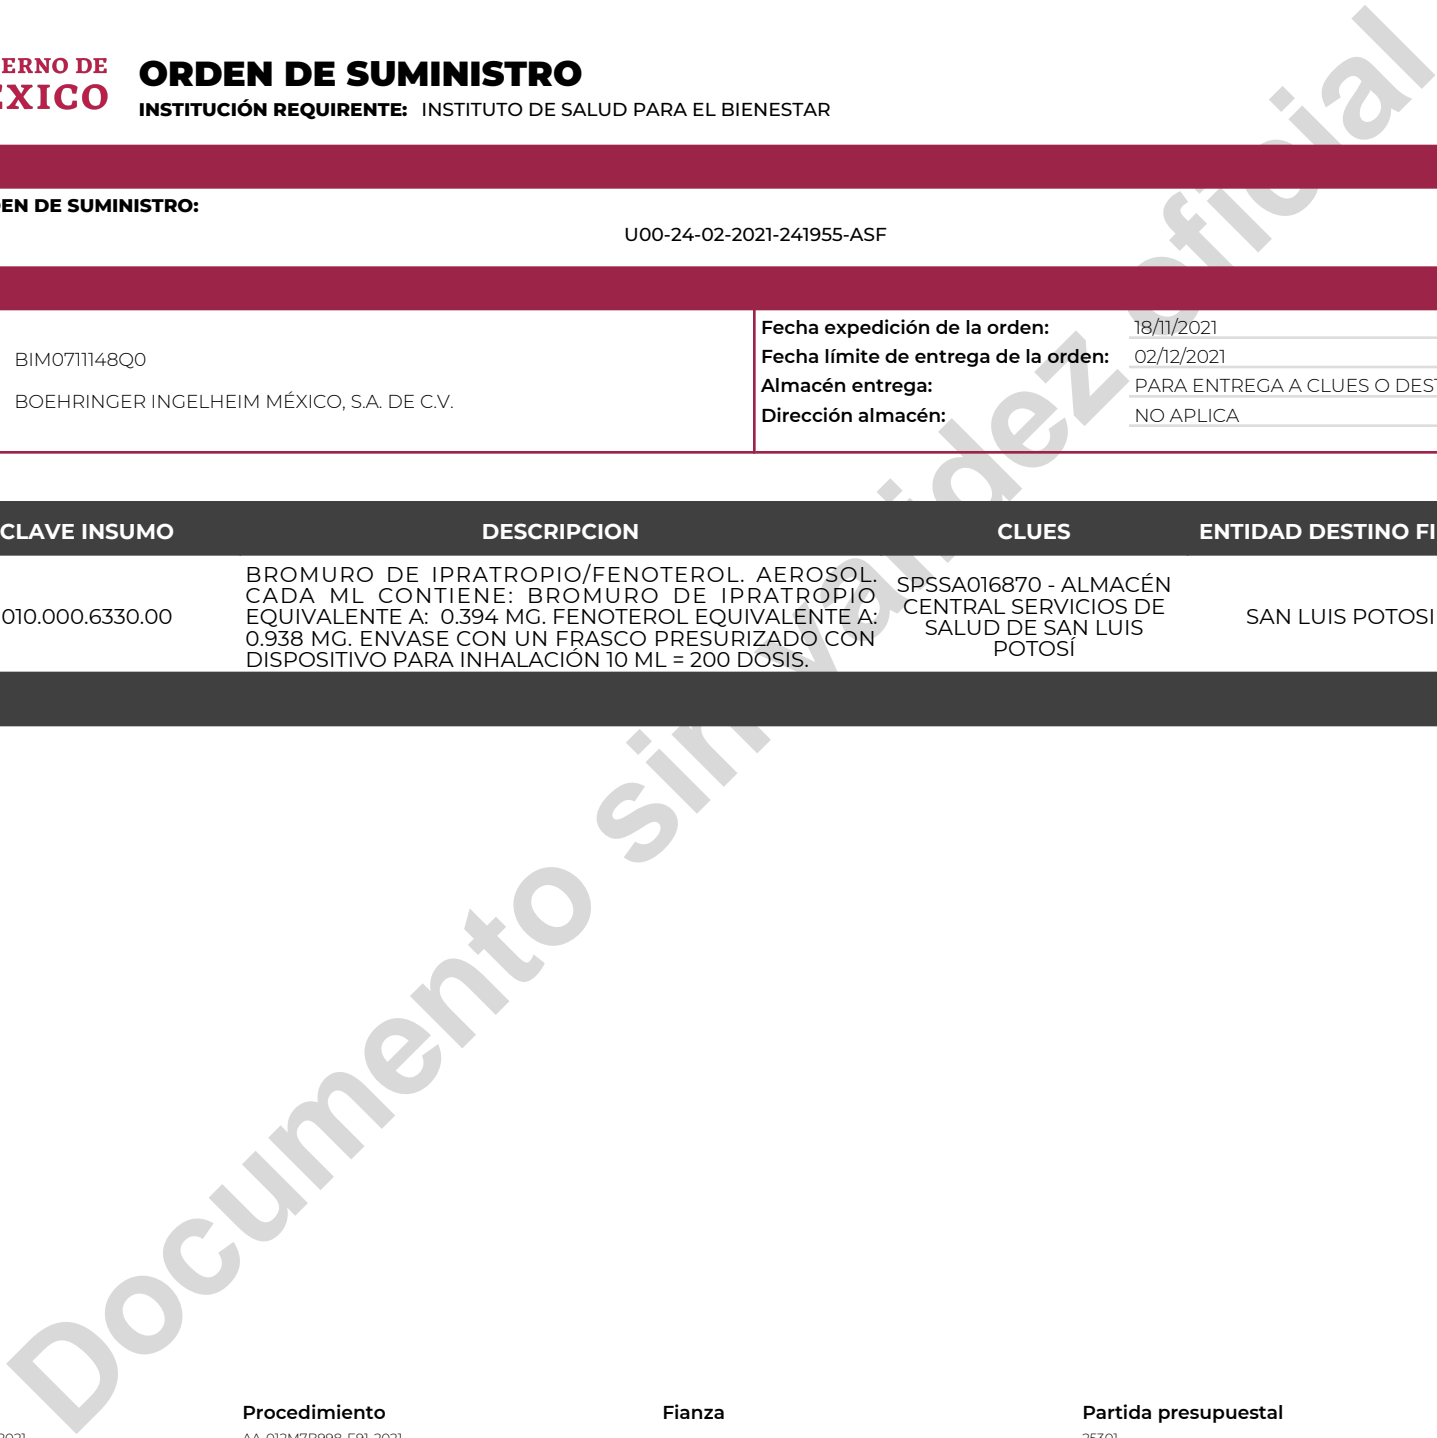 ERNO DE
ÉXICO
ORDEN DE SUMINISTRO
INSTITUCIÓN REQUIRENTE: INSTITUTO DE SALUD PARA EL BIENESTAR
EN DE SUMINISTRO:
U00-24-02-2021-241955-ASF
BIM0711148Q0
BOEHRINGER INGELHEIM MÉXICO, S.A. DE C.V.
Fecha expedición de la orden: 18/11/2021
Fecha límite de entrega de la orden: 02/12/2021
Almacén entrega: PARA ENTREGA A CLUES O DEST
Dirección almacén: NO APLICA
CLAVE INSUMO DESCRIPCION CLUES ENTIDAD DESTINO FI
010.000.6330.00
BROMURO DE IPRATROPIO/FENOTEROL. AEROSOL.
CADA ML CONTIENE: BROMURO DE IPRATROPIO
EQUIVALENTE A: 0.394 MG. FENOTEROL EQUIVALENTE A:
0.938 MG. ENVASE CON UN FRASCO PRESURIZADO CON
DISPOSITIVO PARA INHALACIÓN 10 ML = 200 DOSIS.
SPSSA016870 - ALMACÉN
CENTRAL SERVICIOS DE
SALUD DE SAN LUIS
POTOSÍ
SAN LUIS POTOSI
Documento sin validez oficial
Procedimiento Fianza Partida presupuestal